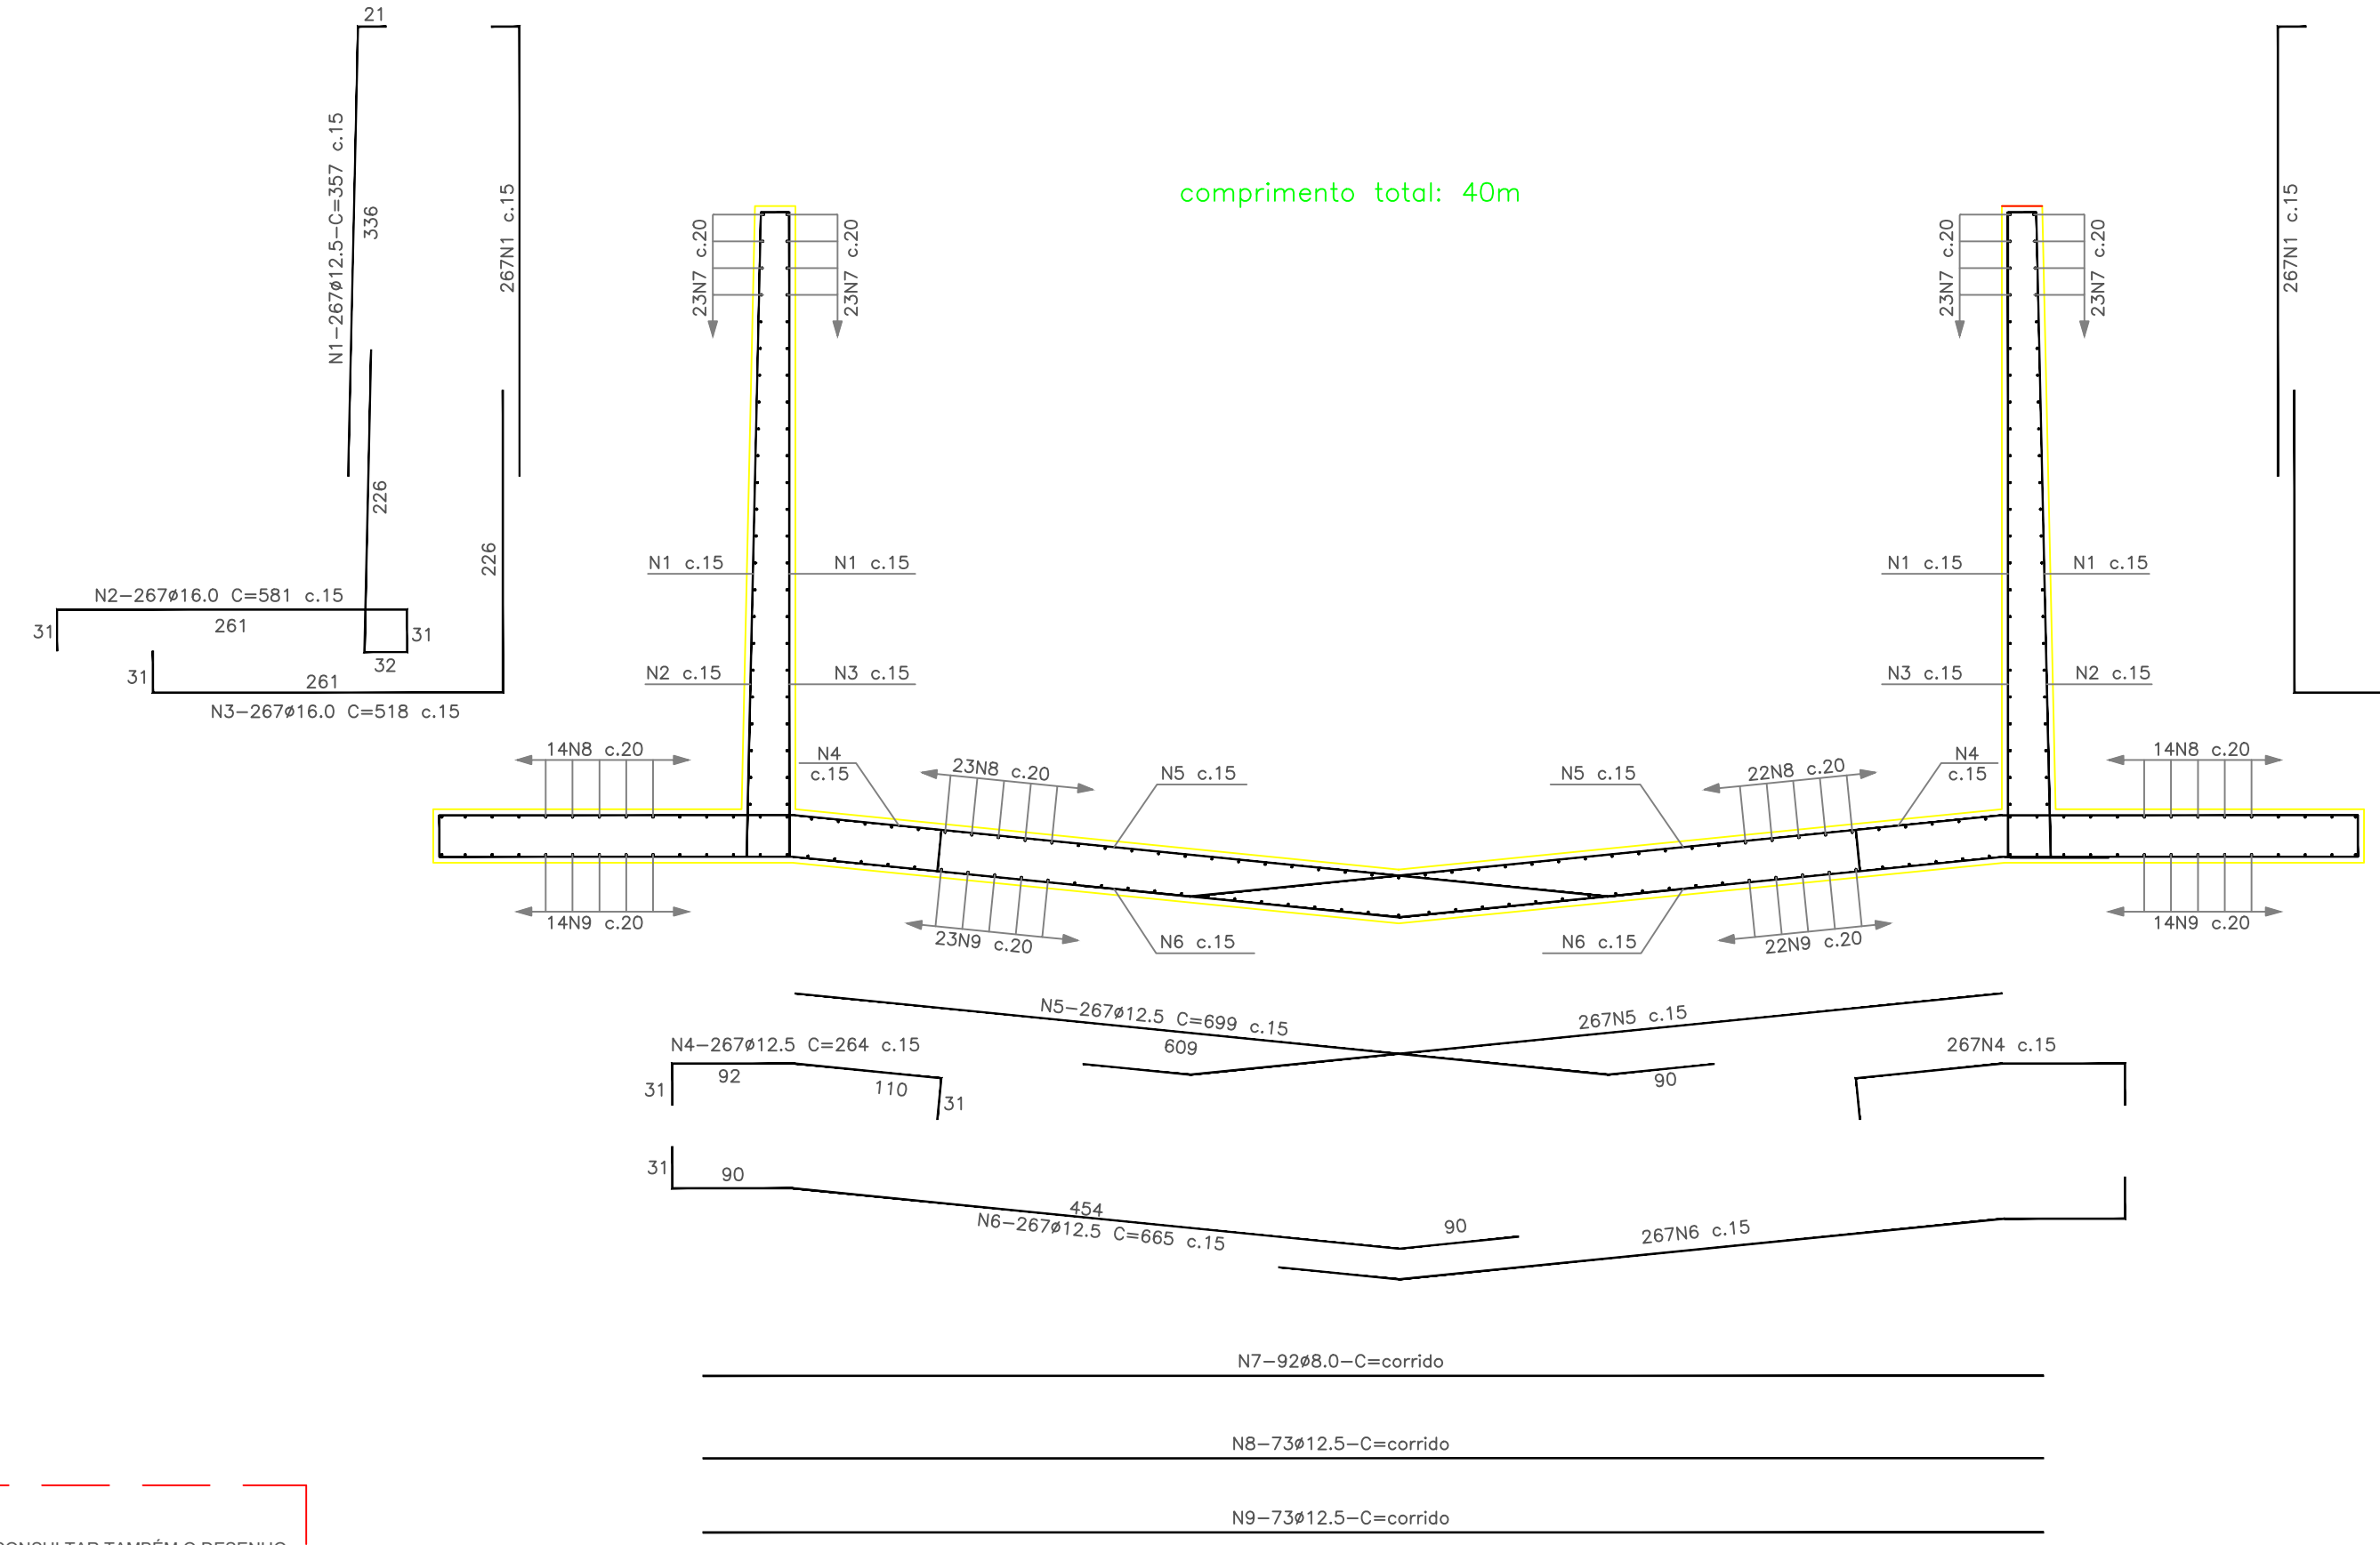 21
N1-267ø12.5-C=357 c.15
336
267N1 c.15
226
226
N2-267ø16.0 C=581 c.15
31
261
31
32
31
261
N3-267ø16.0 C=518 c.15
comprimento total: 40m
23N7 c.20
23N7 c.20
23N7 c.20
23N7 c.20
267N1 c.15
N1 c.15
N1 c.15
N1 c.15
N1 c.15
N2 c.15
N3 c.15
N3 c.15
N2 c.15
14N8 c.20
N4
c.15
23N8 c.20
N5 c.15
N5 c.15
22N8 c.20
N4
c.15
14N8 c.20
14N9 c.20
23N9 c.20
N6 c.15
N6 c.15
22N9 c.20
14N9 c.20
N5-267ø12.5 C=699 c.15
609
267N5 c.15
90
N4-267ø12.5 C=264 c.15
31
92
110
31
267N4 c.15
31
90
454
N6-267ø12.5 C=665 c.15
90
267N6 c.15
N7-92ø8.0-C=corrido
N8-73ø12.5-C=corrido
N9-73ø12.5-C=corrido
CONSULTAR TAMBÉM O DESENHO